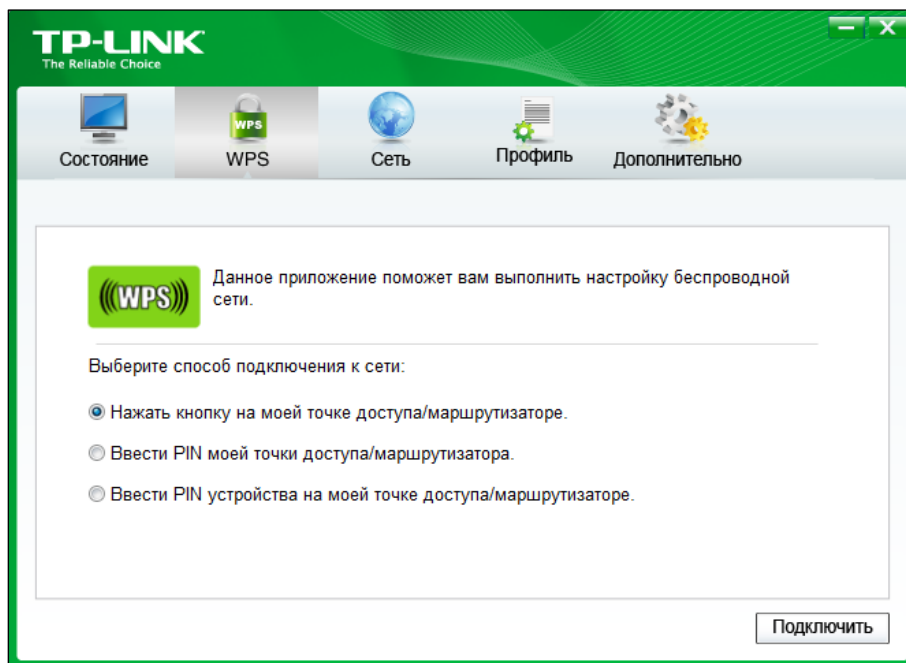 TP-LINK
The Reliable Choice
WPS
Состояние
WPS
Сеть
Профиль
Дополнительно
WPS
Данное приложение поможет вам выполнить настройку беспроводной
сети.
Выберите способ подключения к сети:
Нажать кнопку на моей точке доступа/маршрутизаторе.
Ввести PIN моей точки доступа/маршрутизатора.
Ввести PIN устройства на моей точке доступа/маршрутизаторе.
Подключить